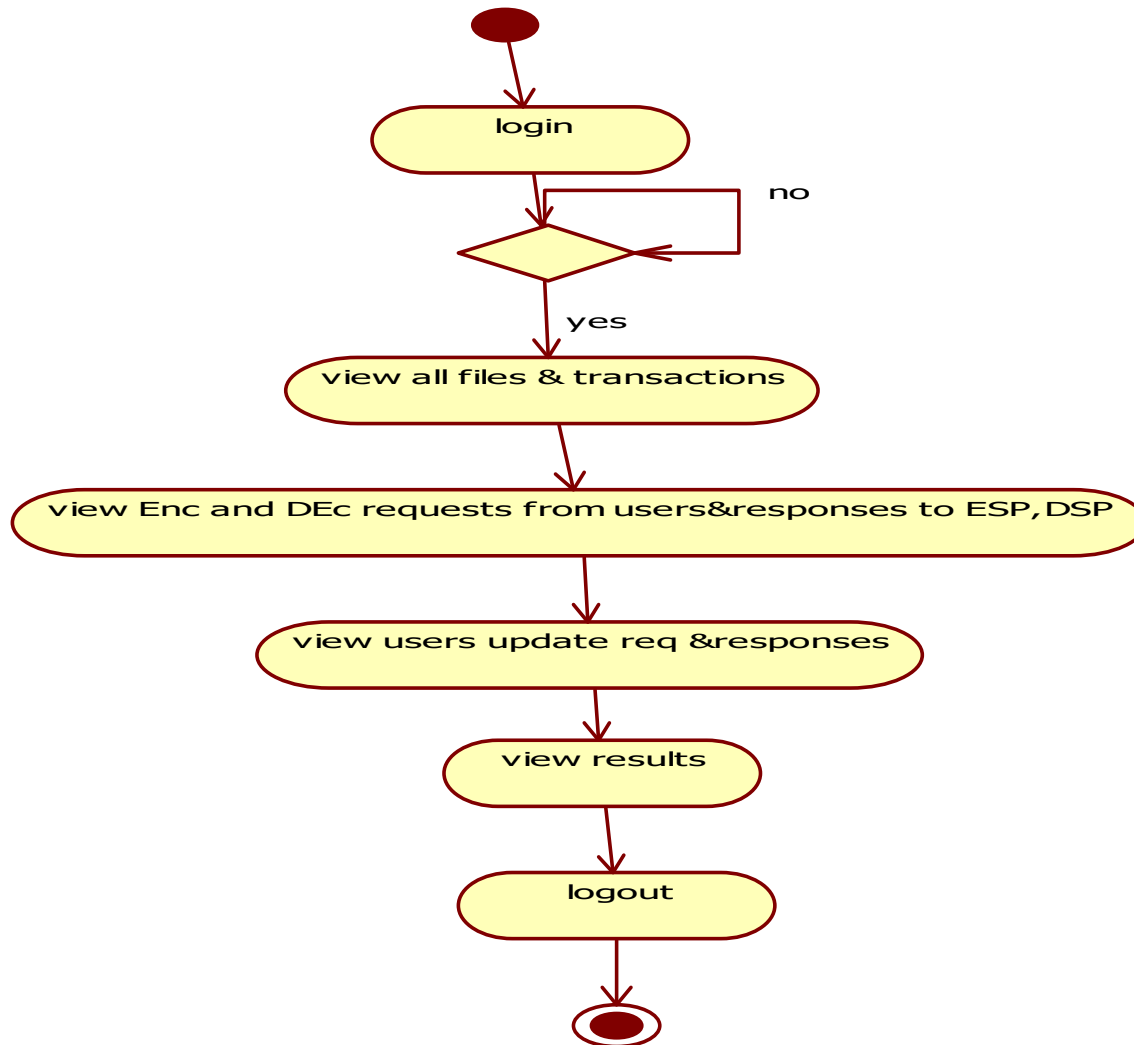 login
no
yes
view all files & transactions
view Enc and DEc requests from users&responses to ESP,DSP
view users update req &responses
view results
logout